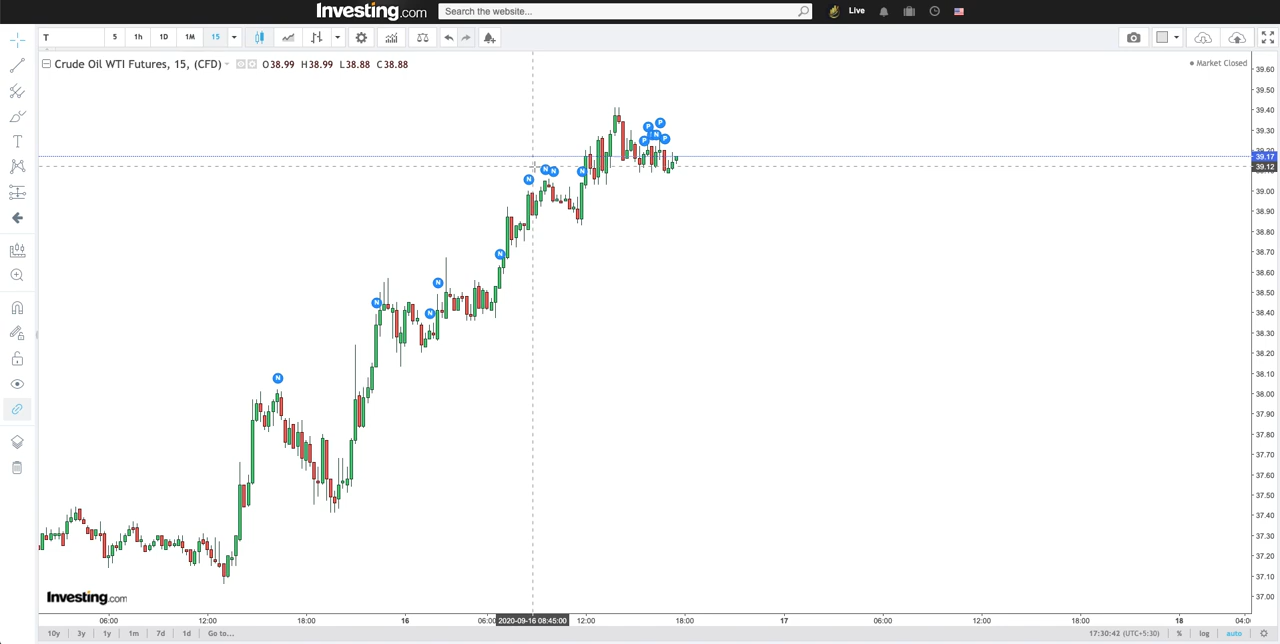 Investing.com
Search the website...
Live
T 5 1h 1D 1M 15
Crude Oil WTI Futures, 15, (CFD) O38.99 H38.99 L38.88 C38.88
Market Closed
39.60
39.50
39.40
39.30
39.17
39.12
39.00
38.90
38.80
38.70
38.60
38.50
38.40
38.30
38.20
38.10
38.00
37.90
37.80
37.70
37.60
37.50
37.40
37.30
37.20
37.10
37.00
P P
P N P
N N N N
N
N
N
N
N
Investing.com
06:00 12:00 18:00 16 06:00 2020-09-16 08:45:00 12:00 18:00 17 06:00 12:00 18:00 18 04:0
10y 3y 1y 1m 7d 1d Go to... 17:30:42 (UTC+5:30) % log auto